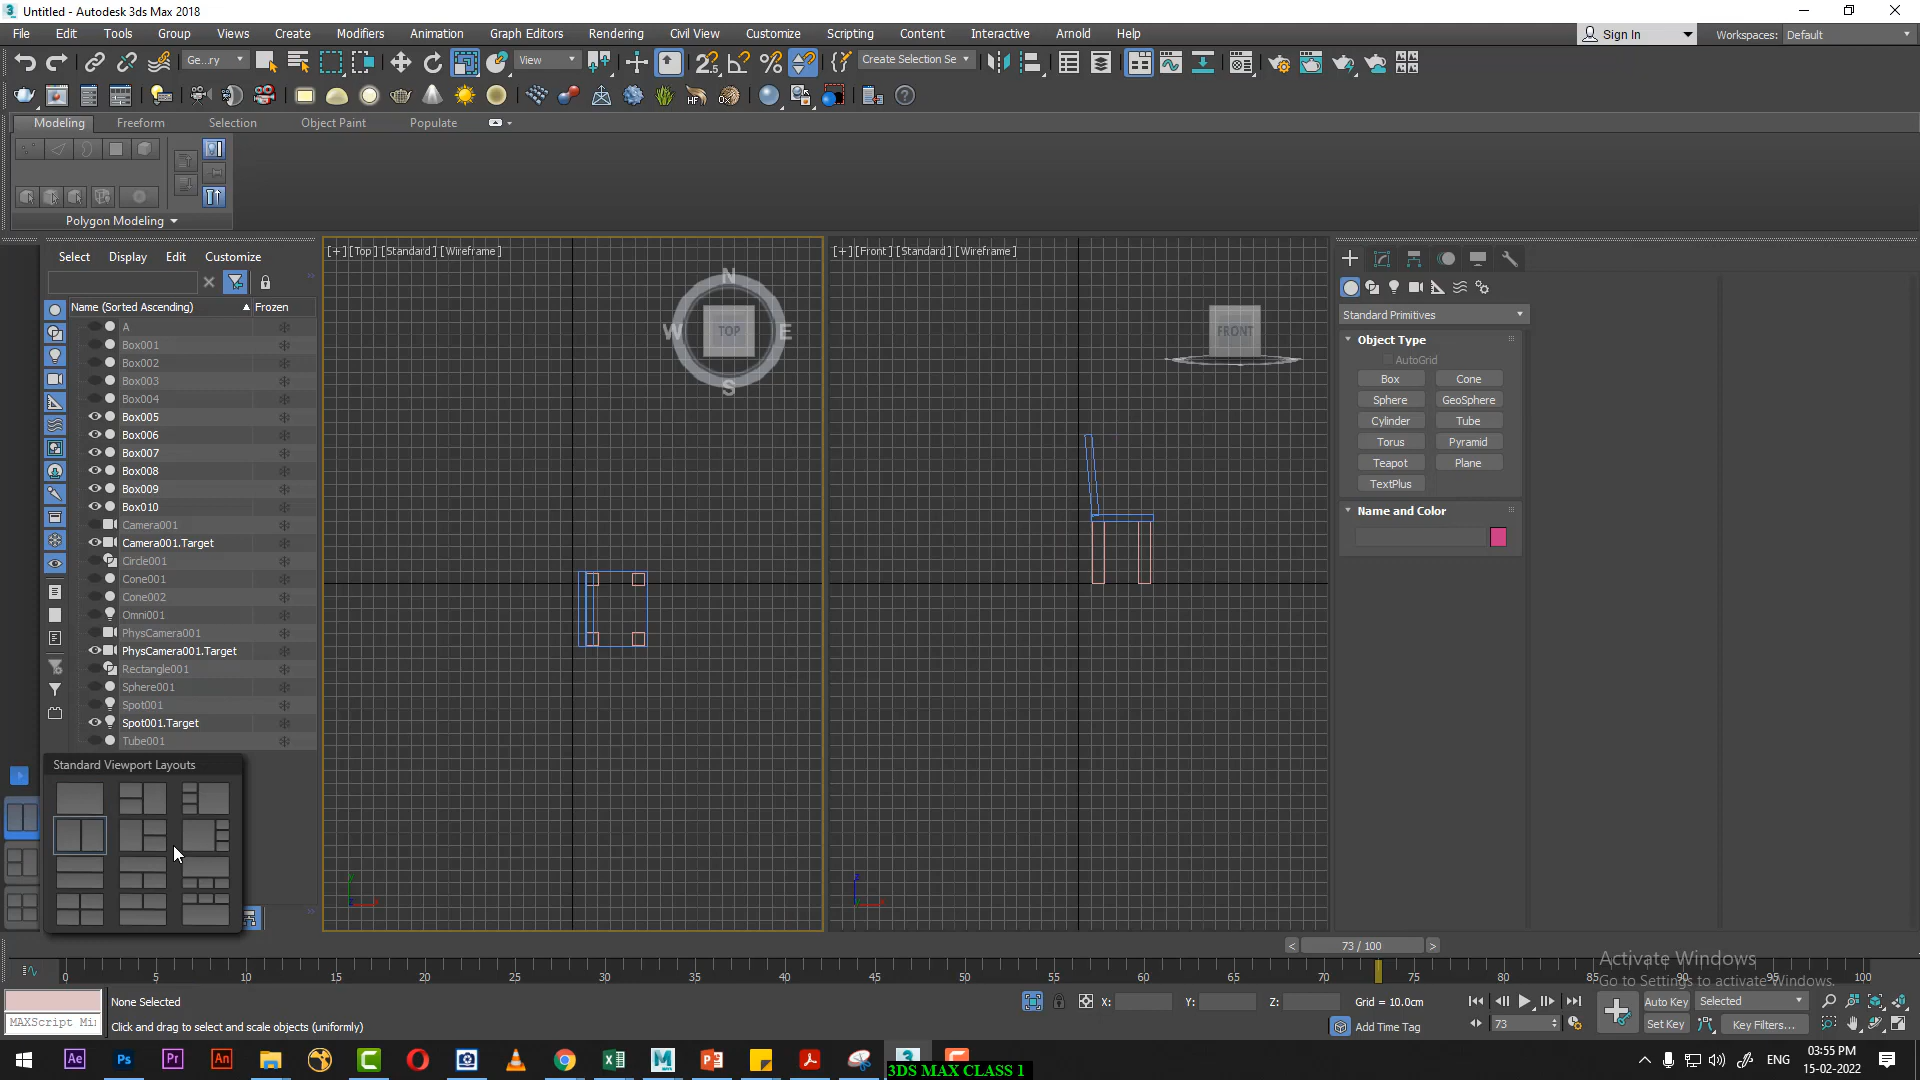 3 Untitled - Autodesk 3ds Max 2018
File Edit Tools Group Views Create Modifiers Animation Graph Editors Rendering Civil View Customize Scripting Content Interactive Arnold Help
Sign In Workspaces: Default
Ge...ry View Create Selection Se
Modeling Freeform Selection Object Paint Populate
Polygon Modeling
Select Display Edit Customize
Name (Sorted Ascending) Frozen
A
Box001
Box002
Box003
Box004
Box005
Box006
Box007
Box008
Box009
Box010
Camera001
Camera001.Target
Circle001
Cone001
Cone002
Omni001
PhysCamera001
PhysCamera001.Target
Rectangle001
Sphere001
Spot001
Spot001.Target
Tube001
Standard Viewport Layouts
[+] [Top] [Standard] [Wireframe]
N
W TOP E
S
[+] [Front] [Standard] [Wireframe]
FRONT
Standard Primitives
Object Type
AutoGrid
Box Cone
Sphere GeoSphere
Cylinder Tube
Torus Pyramid
Teapot Plane
TextPlus
Name and Color
< 73 / 100 >
0 5 10 15 20 25 30 35 40 45 50 55 60 65 70 75 80 85 90 95 100
Activate Windows
Go to Settings to activate Windows.
None Selected
X: Y: Z: Grid = 10.0cm
Auto Key Selected
MAXScript Mi
Click and drag to select and scale objects (uniformly)
Add Time Tag
73
Set Key Key Filters...
Ae Ps Pr An
3DS MAX CLASS 1
ENG
03:55 PM
15-02-2022